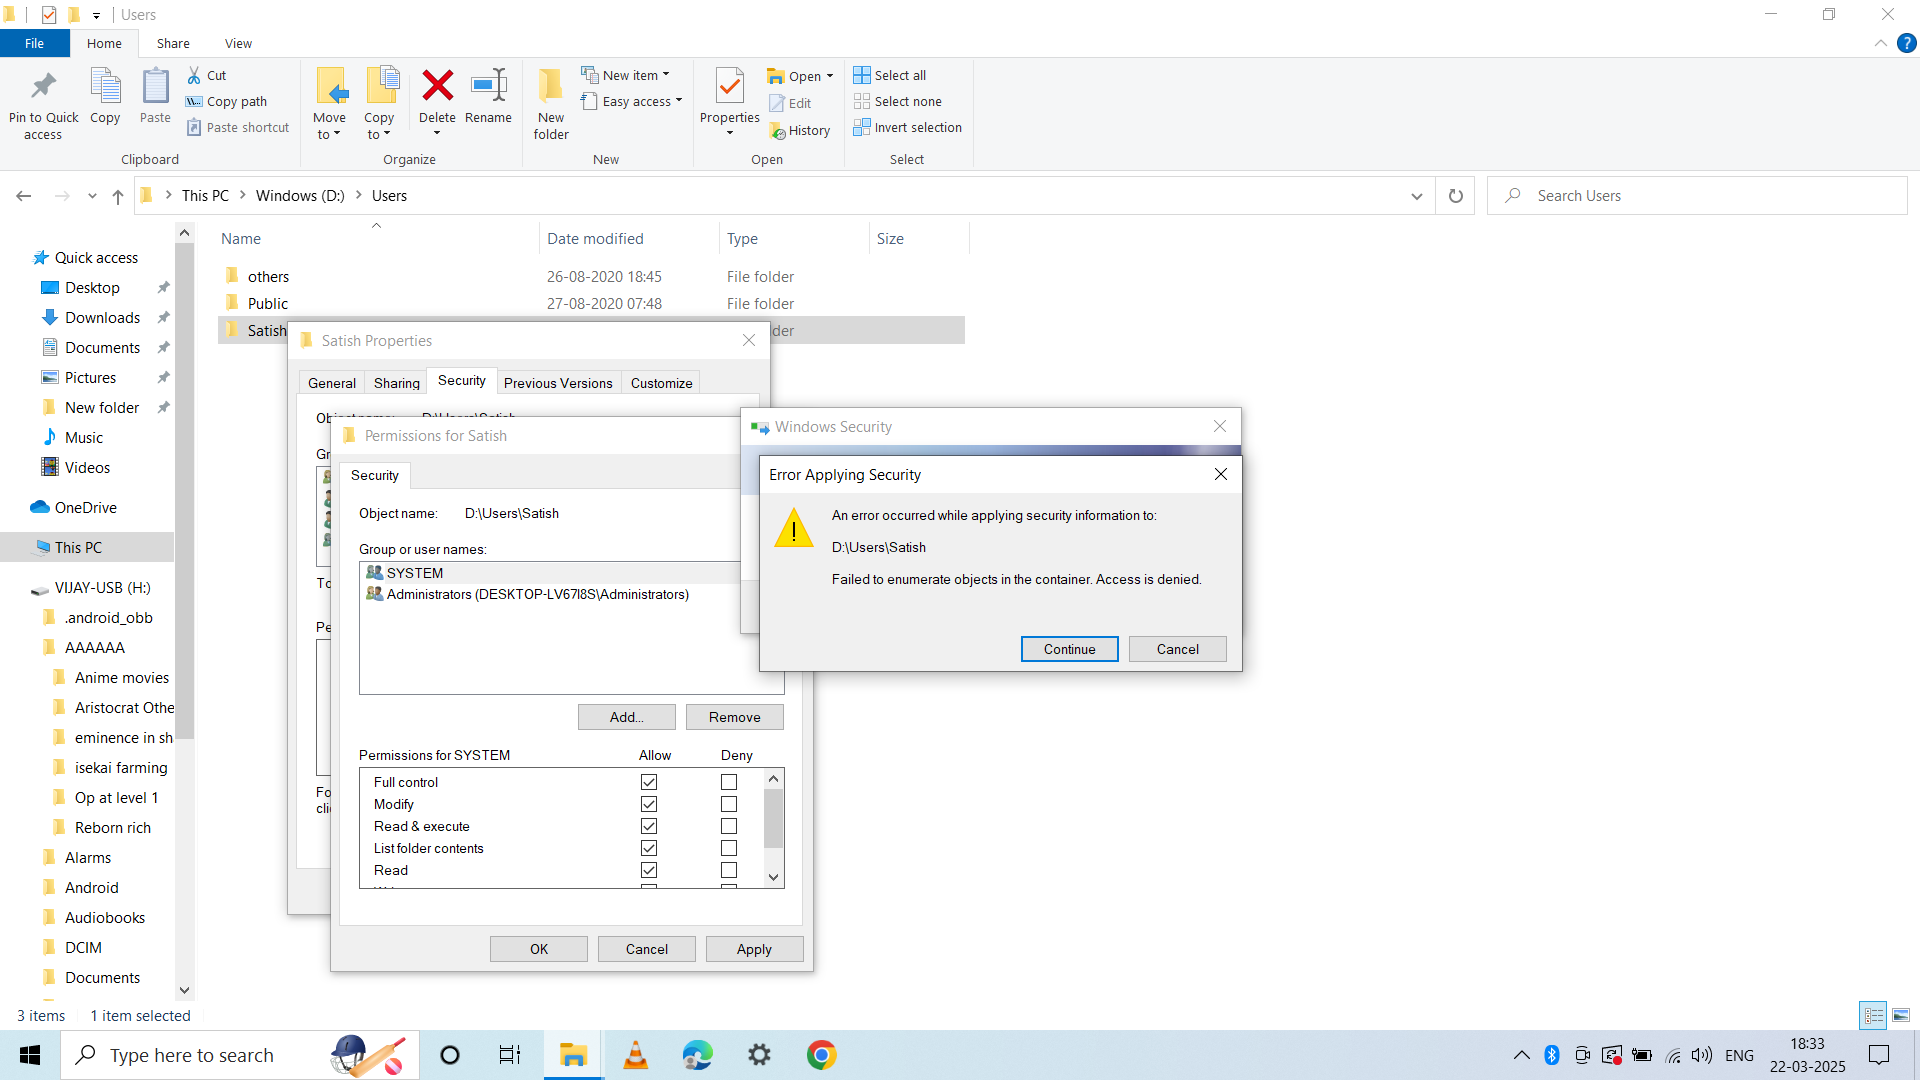 Users
File
Home
Share
View
Pin to Quick access
Copy
Paste
Cut
Copy path
Paste shortcut
Clipboard
Move to
Copy to
Delete
Rename
Organize
New folder
New item
Easy access
New
Properties
Open
Edit
History
Open
Select all
Select none
Invert selection
Select
This PC > Windows (D:) > Users
Search Users
Name
Date modified
Type
Size
others 26-08-2020 18:45 File folder
Public 27-08-2020 07:48 File folder
Satish
Quick access
Desktop
Downloads
Documents
Pictures
New folder
Music
Videos
OneDrive
This PC
VIJAY-USB (H:)
.android_obb
AAAAAA
Anime movies
Aristocrat Othe
eminence in sh
isekai farming
Op at level 1
Reborn rich
Alarms
Android
Audiobooks
DCIM
Documents
Satish Properties
General
Sharing
Security
Previous Versions
Customize
Permissions for Satish
Security
Object name: D:\Users\Satish
Group or user names:
SYSTEM
Administrators (DESKTOP-LV67I8S\Administrators)
Add...
Remove
Permissions for SYSTEM Allow Deny
Full control
Modify
Read & execute
List folder contents
Read
OK
Cancel
Apply
Windows Security
Error Applying Security
An error occurred while applying security information to:
D:\Users\Satish
Failed to enumerate objects in the container. Access is denied.
Continue
Cancel
3 items
1 item selected
Type here to search
ENG
18:33
22-03-2025